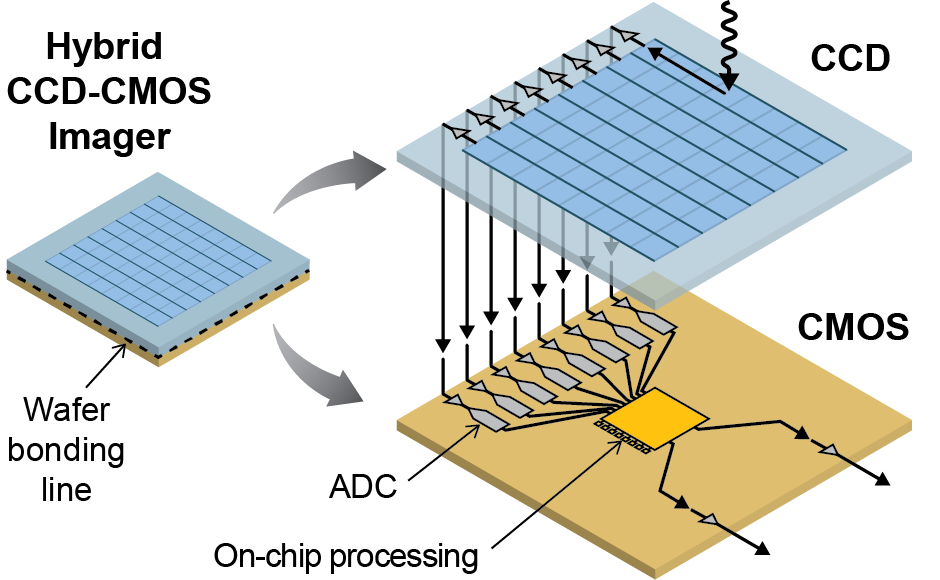 Hybrid
CCD-CMOS
Imager
CCD
CMOS
Wafer
bonding
line
ADC
On-chip processing